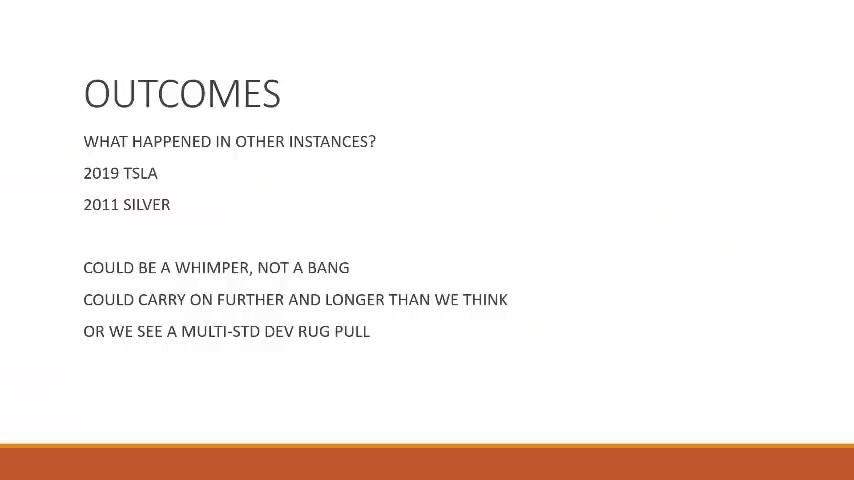 OUTCOMES
WHAT HAPPENED IN OTHER INSTANCES?
2019 TSLA
2011 SILVER
COULD BE A WHIMPER, NOT A BANG
COULD CARRY ON FURTHER AND LONGER THAN WE THINK
OR WE SEE A MULTI-STD DEV RUG PULL